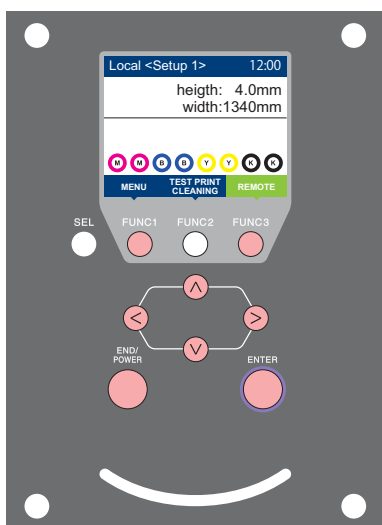 Local <Setup 1> 12:00
heigth: 4.0mm
width:1340mm
M M B B Y Y K K
MENU TEST PRINT CLEANING REMOTE
SEL FUNC1 FUNC2 FUNC3
END/
POWER
ENTER